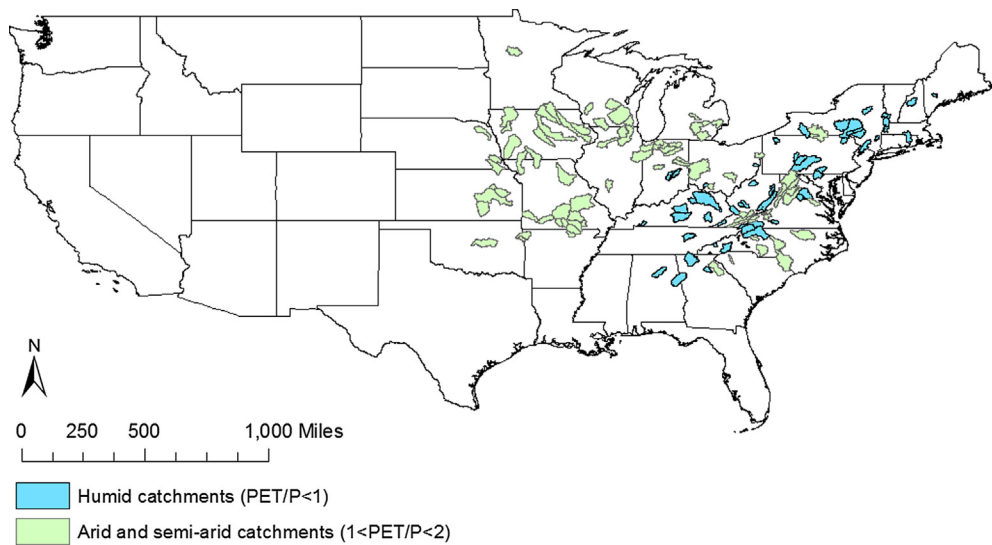 N
0 250 500 1,000 Miles
Humid catchments (PET/P<1)
Arid and semi-arid catchments (1<PET/P<2)